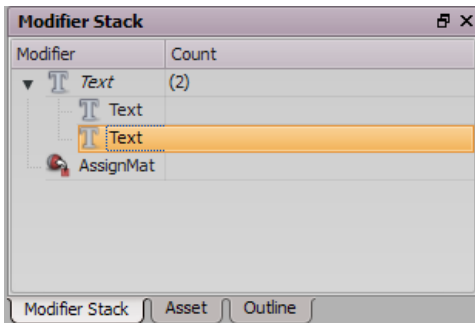 Modifier Stack
Modifier Count
Text (2)
Text
Text
AssignMat
Modifier Stack Asset Outline